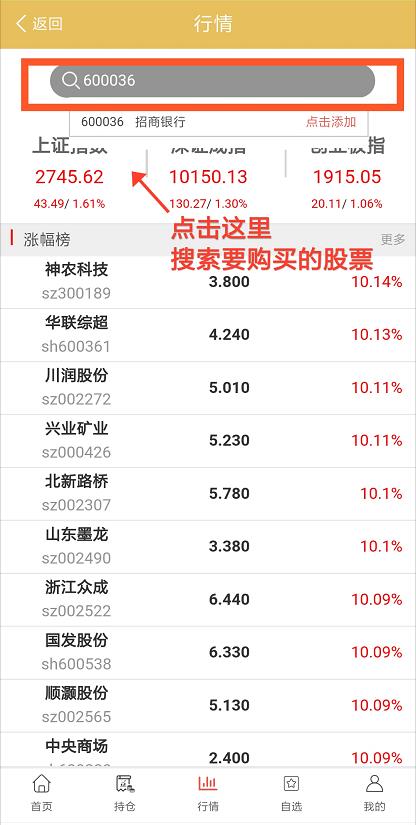 返回
行情
600036
600036 招商银行 点击添加
上证指数 深证成指 创业板指
2745.62 10150.13 1915.05
43.49/ 1.61% 130.27/ 1.30% 20.11/ 1.06%
点击这里
搜索要购买的股票
涨幅榜 更多
神农科技
sz300189 3.800 10.14%
华联综超
sh600361 4.240 10.13%
川润股份
sz002272 5.010 10.11%
兴业矿业
sz000426 5.230 10.11%
北新路桥
sz002307 5.780 10.1%
山东墨龙
sz002490 3.380 10.1%
浙江众成
sz002522 6.440 10.09%
国发股份
sh600538 6.330 10.09%
顺灏股份
sz002565 5.130 10.09%
中央商场
2.400 10.09%
首页 持仓 行情 自选 我的